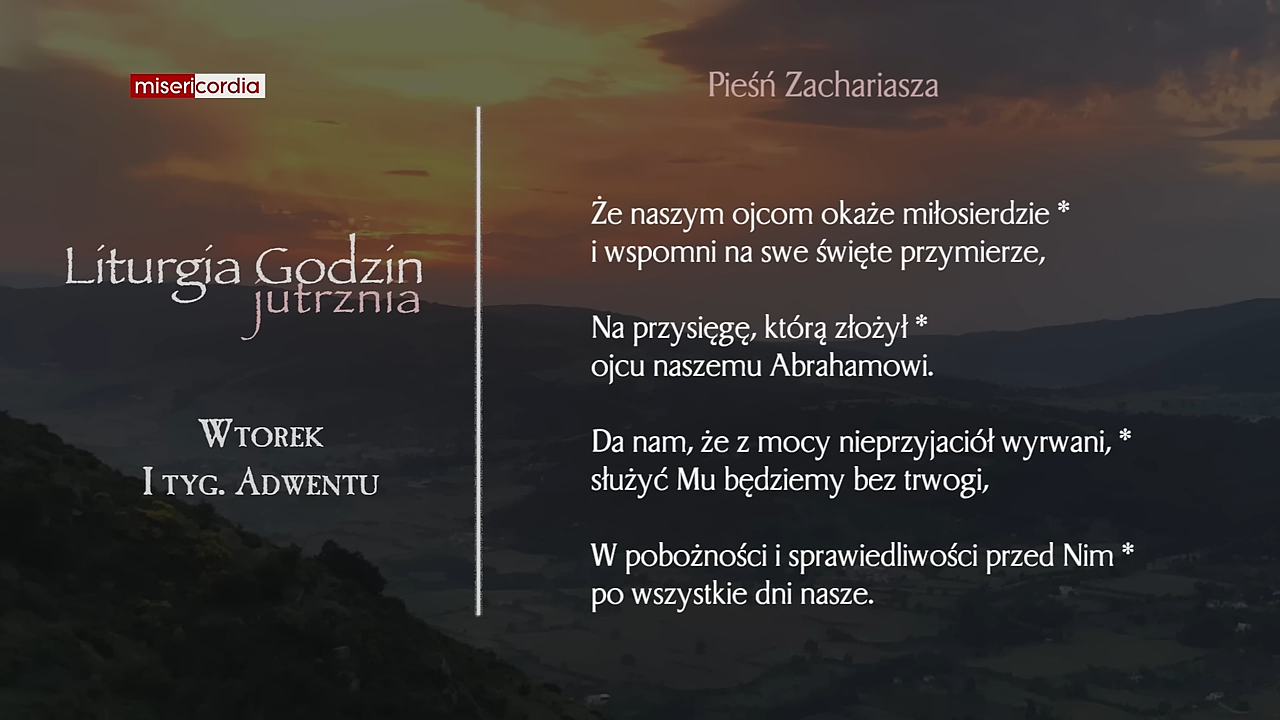 misericordia
Liturgia Godzin
jutrznia
Wtorek
I tyg. Adwentu
Pieśń Zachariasza
Że naszym ojcom okaże miłosierdzie *
i wspomni na swe święte przymierze,
Na przysięgę, którą złożył *
ojcu naszemu Abrahamowi.
Da nam, że z mocy nieprzyjaciół wyrwani, *
służyć Mu będziemy bez trwogi,
W pobożności i sprawiedliwości przed Nim *
po wszystkie dni nasze.